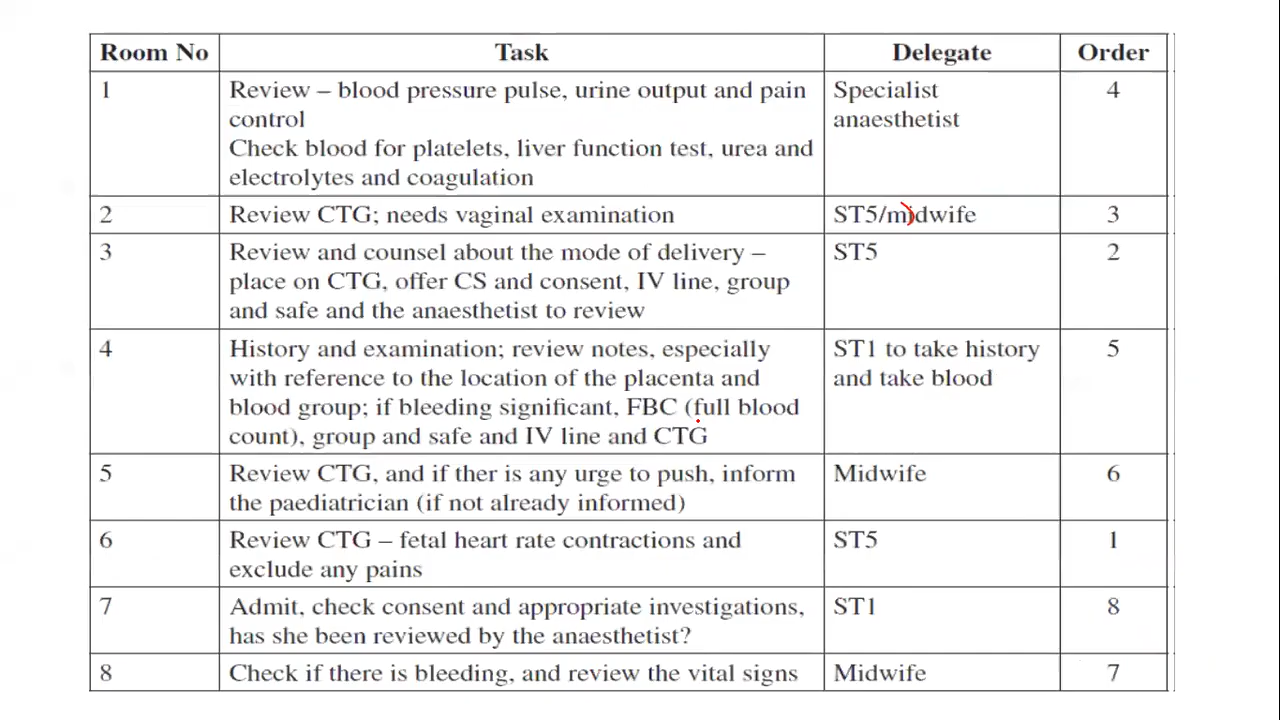 Room No Task Delegate Order
1 Review – blood pressure pulse, urine output and pain Specialist 4
control anaesthetist
Check blood for platelets, liver function test, urea and
electrolytes and coagulation
2 Review CTG; needs vaginal examination ST5/midwife 3
3 Review and counsel about the mode of delivery – ST5 2
place on CTG, offer CS and consent, IV line, group
and safe and the anaesthetist to review
4 History and examination; review notes, especially ST1 to take history 5
with reference to the location of the placenta and and take blood
blood group; if bleeding significant, FBC (full blood
count), group and safe and IV line and CTG
5 Review CTG, and if ther is any urge to push, inform Midwife 6
the paediatrician (if not already informed)
6 Review CTG – fetal heart rate contractions and ST5 1
exclude any pains
7 Admit, check consent and appropriate investigations, ST1 8
has she been reviewed by the anaesthetist?
8 Check if there is bleeding, and review the vital signs Midwife 7